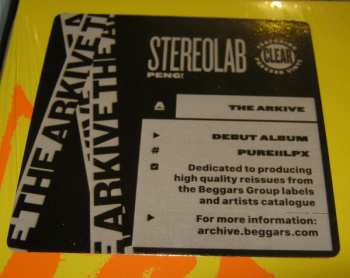 STEREOLAB
PENG!
CLEAR
THE ARKIVE
DEBUT ALBUM
PURE11LPX
Dedicated to producing
high quality reissues from
the Beggars Group labels
and artists catalogue
For more information:
archive.beggars.com
THE ARKIVE
ARKIVE THE A